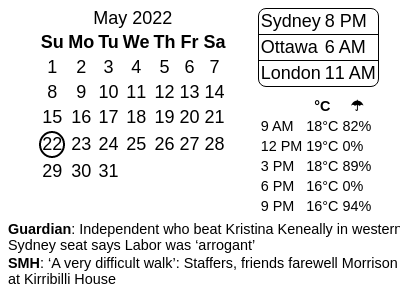 May 2022
Su Mo Tu We Th Fr Sa
1 2 3 4 5 6 7
8 9 10 11 12 13 14
15 16 17 18 19 20 21
22 23 24 25 26 27 28
29 30 31
Sydney 8 PM
Ottawa 6 AM
London 11 AM
°C ☂
9 AM 18°C 82%
12 PM 19°C 0%
3 PM 18°C 89%
6 PM 16°C 0%
9 PM 16°C 94%
Guardian: Independent who beat Kristina Keneally in western
Sydney seat says Labor was ‘arrogant’
SMH: ‘A very difficult walk’: Staffers, friends farewell Morrison
at Kirribilli House